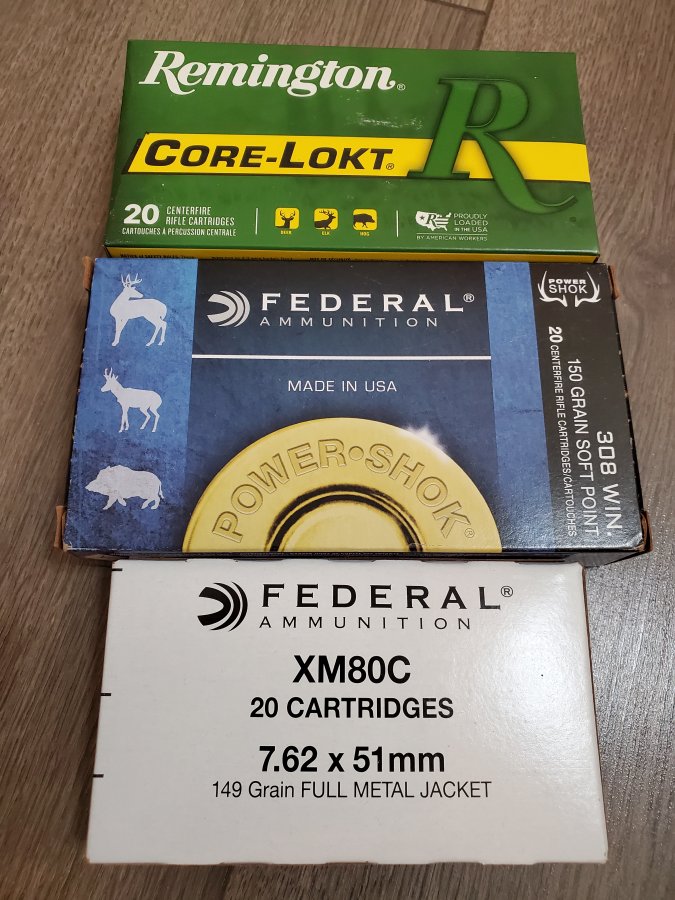 Remington®
CORE-LOKT®
R
20 CENTERFIRE
RIFLE CARTRIDGES
CARTOUCHES À PERCUSSION CENTRALE
DEER
ELK
HOG
R
PROUDLY
LOADED
IN THE USA
BY AMERICAN WORKERS
FEDERAL®
AMMUNITION
MADE IN USA
POWER•SHOK®
POWER
SHOK
308 WIN.
150 GRAIN SOFT POINT
20 CENTERFIRE RIFLE CARTRIDGES/CARTOUCHES
FEDERAL®
AMMUNITION
XM80C
20 CARTRIDGES
7.62 x 51mm
149 Grain FULL METAL JACKET